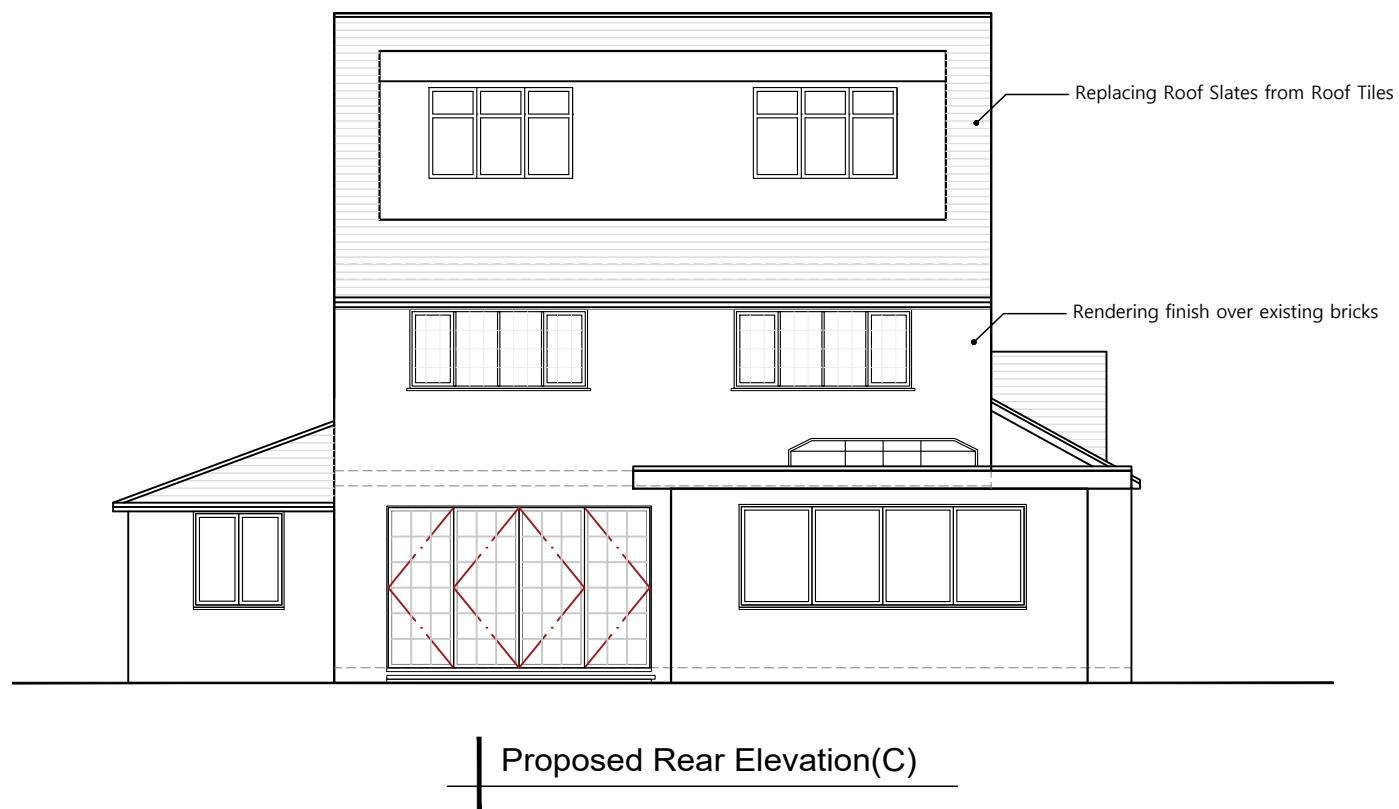 Replacing Roof Slates from Roof Tiles
Rendering finish over existing bricks
Proposed Rear Elevation(C)